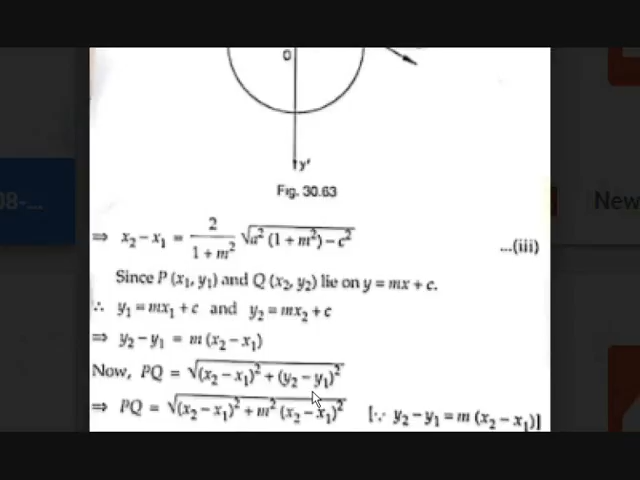 O
y'
Fig. 30.63
08-...
New
⇒ x₂ − x₁ = 2/(1 + m²) √(a² (1 + m²) − c²) ...(iii)
Since P (x₁, y₁) and Q (x₂, y₂) lie on y = mx + c.
∴ y₁ = mx₁ + c and y₂ = mx₂ + c
⇒ y₂ − y₁ = m (x₂ − x₁)
Now, PQ = √((x₂ − x₁)² + (y₂ − y₁)²)
⇒ PQ = √((x₂ − x₁)² + m² (x₂ − x₁)²) [∵ y₂ − y₁ = m (x₂ − x₁)]